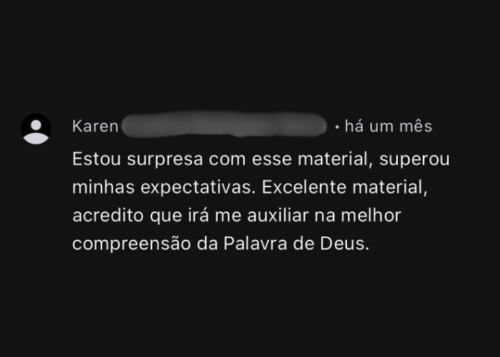 Karen • há um mês
Estou surpresa com esse material, superou
minhas expectativas. Excelente material,
acredito que irá me auxiliar na melhor
compreensão da Palavra de Deus.